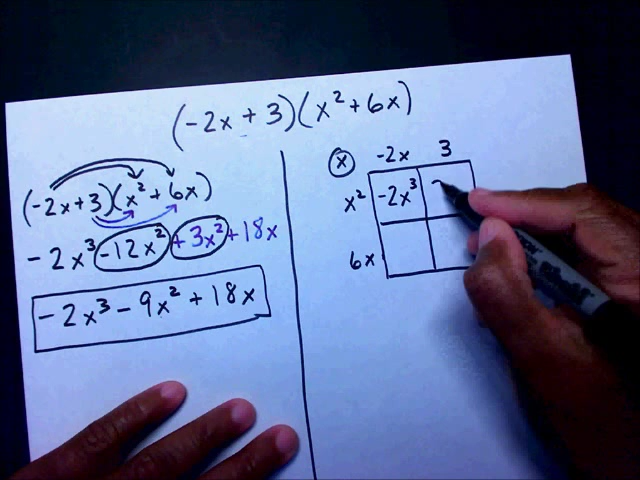 (-2x+3)(x²+6x)
(-2x+3)(x²+6x)
-2x³-12x²+3x²+18x
-2x³-9x²+18x
x -2x 3
x² -2x³
6x